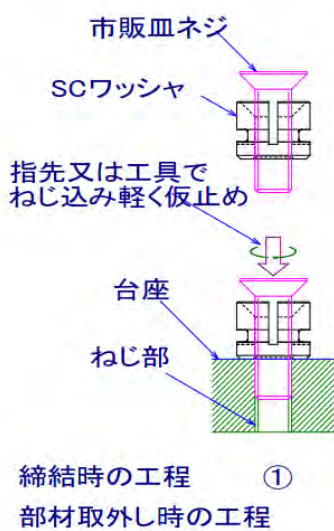 市販皿ネジ
SCワッシャ
指先又は工具で
ねじ込み軽く仮止め
台座
ねじ部
締結時の工程　①
部材取外し時の工程